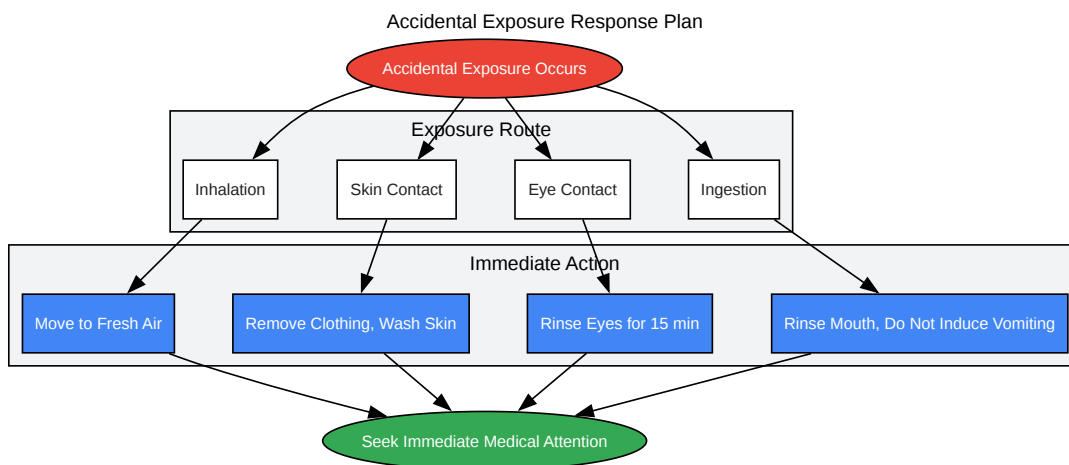 Accidental Exposure Response Plan
Accidental Exposure Occurs
Exposure Route
Inhalation
Skin Contact
Eye Contact
Ingestion
Immediate Action
Move to Fresh Air
Remove Clothing, Wash Skin
Rinse Eyes for 15 min
Rinse Mouth, Do Not Induce Vomiting
Seek Immediate Medical Attention